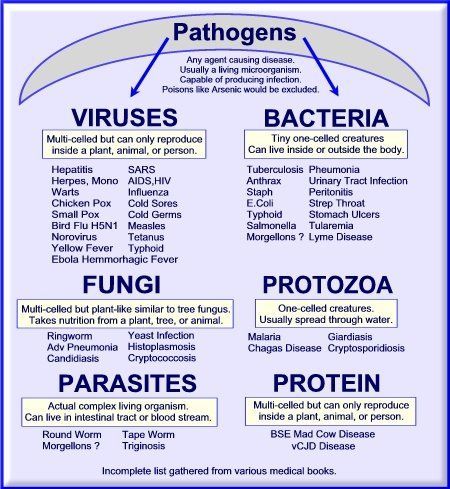 Pathogens
Any agent causing disease.
Usually a living microorganism.
Capable of producing infection.
Poisons like Arsenic would be excluded.
VIRUSES
Multi-celled but can only reproduce
inside a plant, animal, or person.
Hepatitis SARS
Herpes, Mono AIDS,HIV
Warts Influenza
Chicken Pox Cold Sores
Small Pox Cold Germs
Bird Flu H5N1 Measles
Norovirus Tetanus
Yellow Fever Typhoid
Ebola Hemmorhagic Fever
BACTERIA
Tiny one-celled creatures
Can live inside or outside the body.
Tuberculosis Pneumonia
Anthrax Urinary Tract Infection
Staph Peritonitis
E.Coli Strep Throat
Typhoid Stomach Ulcers
Salmonella Tularemia
Morgellons ? Lyme Disease
FUNGI
Multi-celled but plant-like similar to tree fungus.
Takes nutrition from a plant, tree, or animal.
Ringworm Yeast Infection
Adv Pneumonia Histoplasmosis
Candidiasis Cryptococcosis
PROTOZOA
One-celled creatures.
Usually spread through water.
Malaria Giardiasis
Chagas Disease Cryptosporidiosis
PARASITES
Actual complex living organism.
Can live in intestinal tract or blood stream.
Round Worm Tape Worm
Morgellons ? Triginosis
PROTEIN
Multi-celled but can only reproduce
inside a plant, animal, or person.
BSE Mad Cow Disease
vCJD Disease
Incomplete list gathered from various medical books.